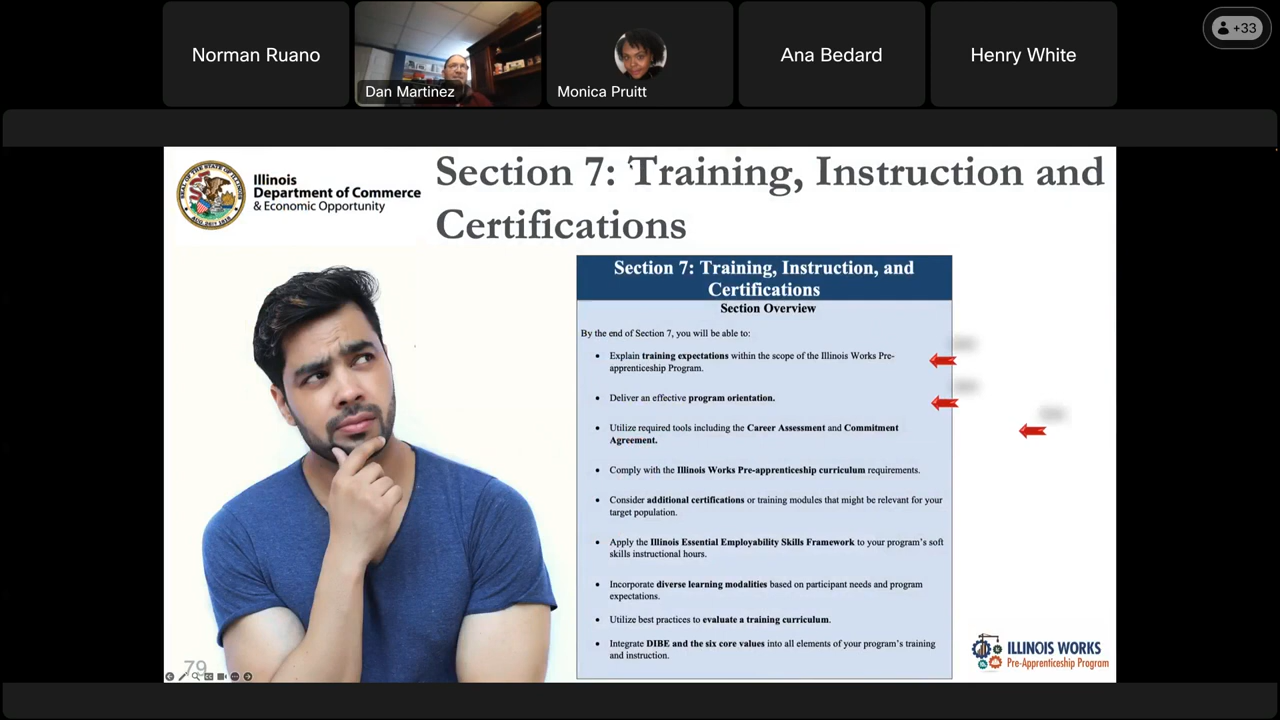 Norman Ruano
Dan Martinez
Monica Pruitt
Ana Bedard
Henry White
+33
Illinois
Department of Commerce
& Economic Opportunity
Section 7: Training, Instruction and
Certifications
Section 7: Training, Instruction, and
Certifications
Section Overview
By the end of Section 7, you will be able to:
• Explain training expectations within the scope of the Illinois Works Pre-
apprenticeship Program.
• Deliver an effective program orientation.
• Utilize required tools including the Career Assessment and Commitment
Agreement.
• Comply with the Illinois Works Pre-apprenticeship curriculum requirements.
• Consider additional certifications or training modules that might be relevant for your
target population.
• Apply the Illinois Essential Employability Skills Framework to your program's soft
skills instructional hours.
• Incorporate diverse learning modalities based on participant needs and program
expectations.
• Utilize best practices to evaluate a training curriculum.
• Integrate DIBE and the six core values into all elements of your program's training
and instruction.
79
ILLINOIS WORKS
Pre-Apprenticeship Program